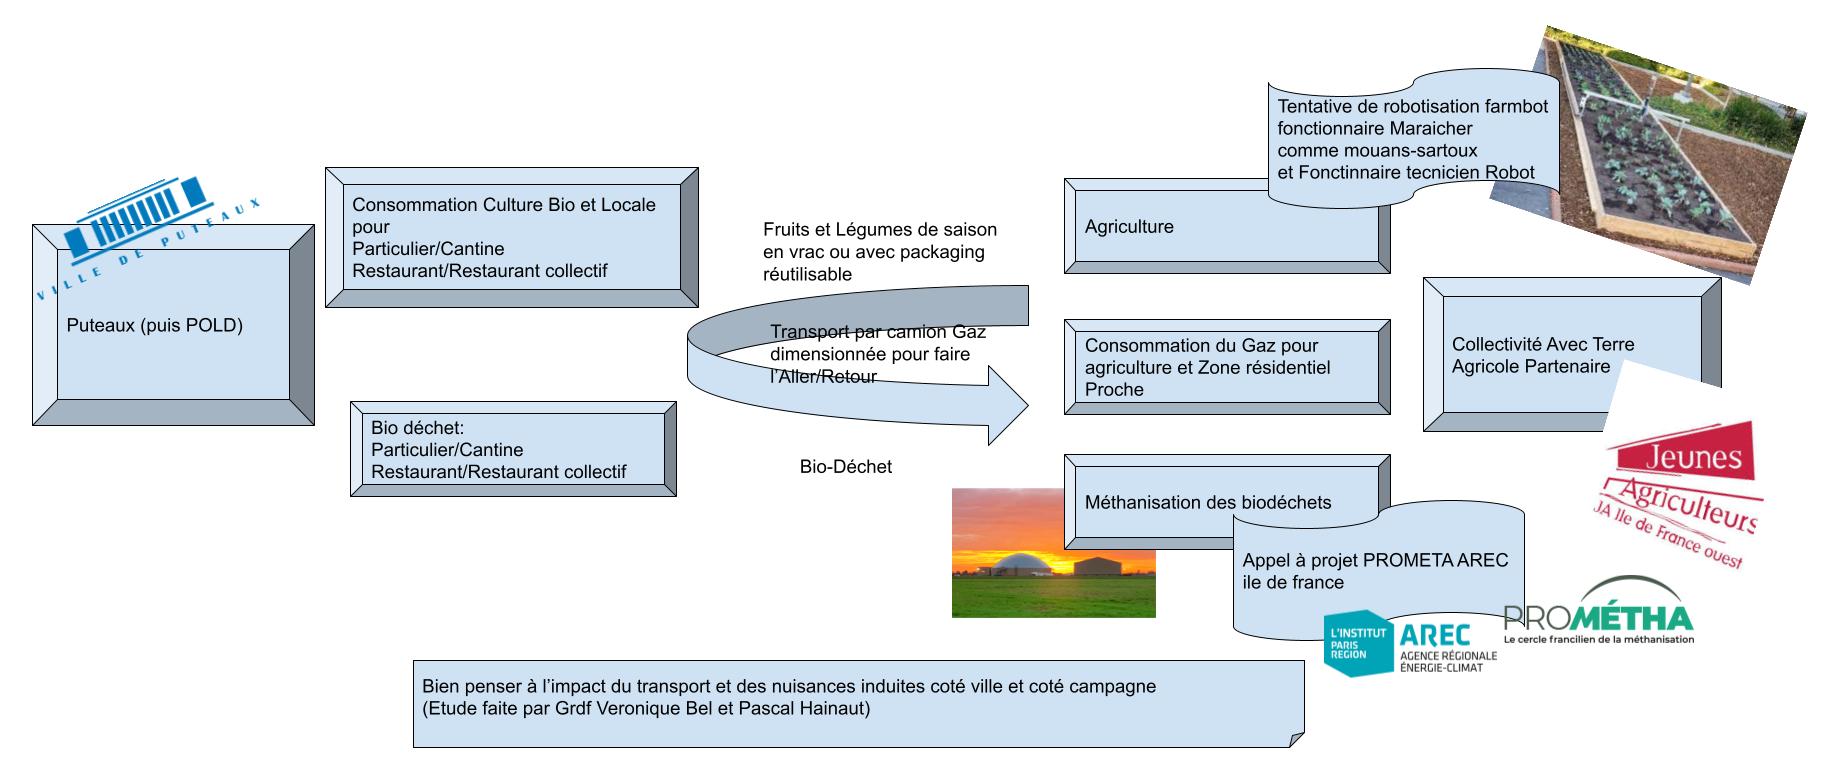 VILLE DE PUTEAUX
Puteaux (puis POLD)
Consommation Culture Bio et Locale
pour
Particulier/Cantine
Restaurant/Restaurant collectif
Bio déchet:
Particulier/Cantine
Restaurant/Restaurant collectif
Fruits et Légumes de saison
en vrac ou avec packaging
réutilisable
Transport par camion Gaz
dimensionnée pour faire
l’Aller/Retour
Bio-Déchet
Tentative de robotisation farmbot
fonctionnaire Maraicher
comme mouans-sartoux
et Fonctinnaire tecnicien Robot
Agriculture
Consommation du Gaz pour
agriculture et Zone résidentiel
Proche
Méthanisation des biodéchets
Appel à projet PROMETA AREC
ile de france
Collectivité Avec Terre
Agricole Partenaire
Jeunes
Agriculteurs
JA Ile de France ouest
L'INSTITUT
PARIS
REGION
AREC
AGENCE RÉGIONALE
ÉNERGIE-CLIMAT
PROMÉTHA
Le cercle francilien de la méthanisation
Bien penser à l’impact du transport et des nuisances induites coté ville et coté campagne
(Etude faite par Grdf Veronique Bel et Pascal Hainaut)